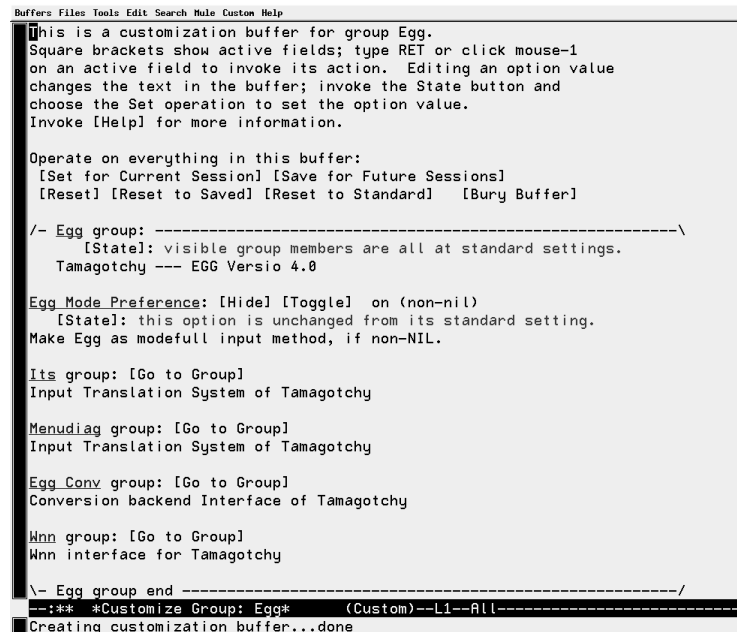 Buffers Files Tools Edit Search Mule Custom Help
This is a customization buffer for group Egg.
Square brackets show active fields; type RET or click mouse-1
on an active field to invoke its action.  Editing an option value
changes the text in the buffer; invoke the State button and
choose the Set operation to set the option value.
Invoke [Help] for more information.
Operate on everything in this buffer:
[Set for Current Session] [Save for Future Sessions]
[Reset] [Reset to Saved] [Reset to Standard]   [Bury Buffer]
/- Egg group: ----------------------------------------------------------\
[State]: visible group members are all at standard settings.
Tamagotchy --- EGG Versio 4.0
Egg Mode Preference: [Hide] [Toggle]  on (non-nil)
[State]: this option is unchanged from its standard setting.
Make Egg as modefull input method, if non-NIL.
Its group: [Go to Group]
Input Translation System of Tamagotchy
Menudiag group: [Go to Group]
Input Translation System of Tamagotchy
Egg Conv group: [Go to Group]
Conversion backend Interface of Tamagotchy
Wnn group: [Go to Group]
Wnn interface for Tamagotchy
\- Egg group end -------------------------------------------------------/
--:**  *Customize Group: Egg*      (Custom)--L1--All---------------------------
Creating customization buffer...done